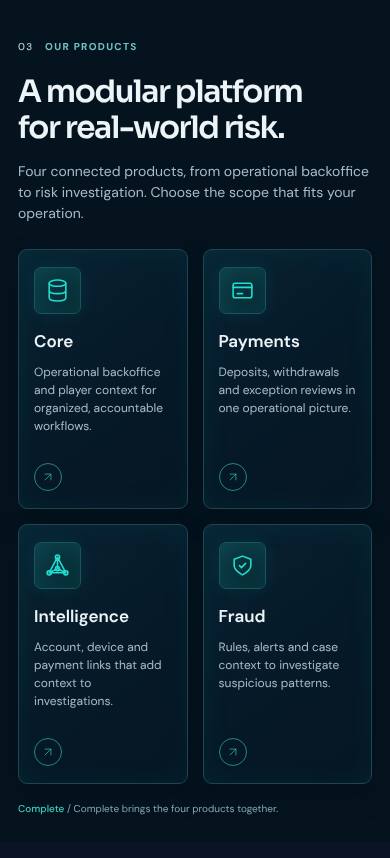 03 OUR PRODUCTS
A modular platform
for real-world risk.
Four connected products, from operational backoffice
to risk investigation. Choose the scope that fits your
operation.
Core
Operational backoffice
and player context for
organized, accountable
workflows.
Payments
Deposits, withdrawals
and exception reviews in
one operational picture.
Intelligence
Account, device and
payment links that add
context to
investigations.
Fraud
Rules, alerts and case
context to investigate
suspicious patterns.
Complete / Complete brings the four products together.